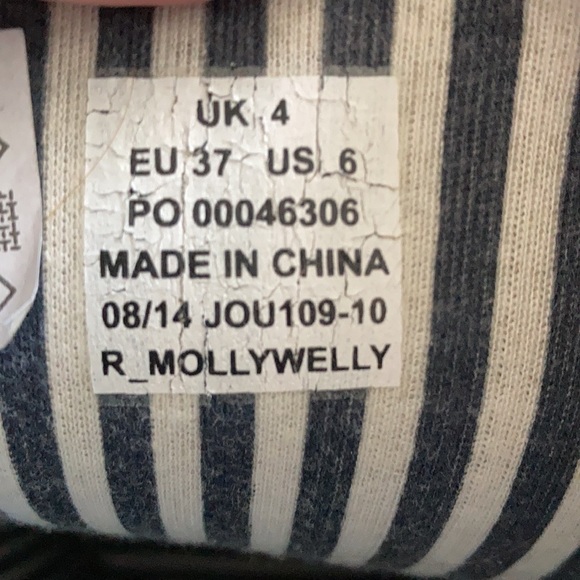 UK 4
EU 37 US 6
PO 00046306
MADE IN CHINA
08/14 JOU109-10
R_MOLLYWELLY